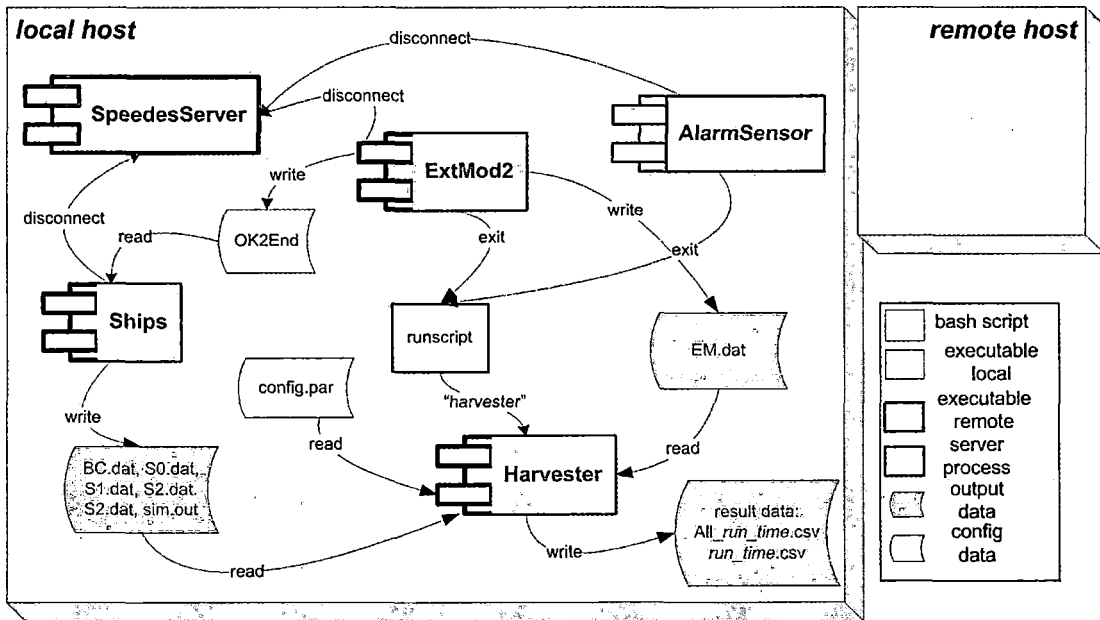 local host
remote host
disconnect
SpeedesServer
disconnect
AlarmSensor
ExtMod2
write
write
disconnect
read
OK2End
exit
exit
Ships
runscript
EM.dat
config.par
"harvester"
write
read
read
BC.dat, S0.dat,
S1.dat, S2.dat.
S2.dat, sim.out
Harvester
result data:
All_run_time.csv
run_time.csv
write
read
bash script
executable
local
executable
remote
server
process
output
data
config
data